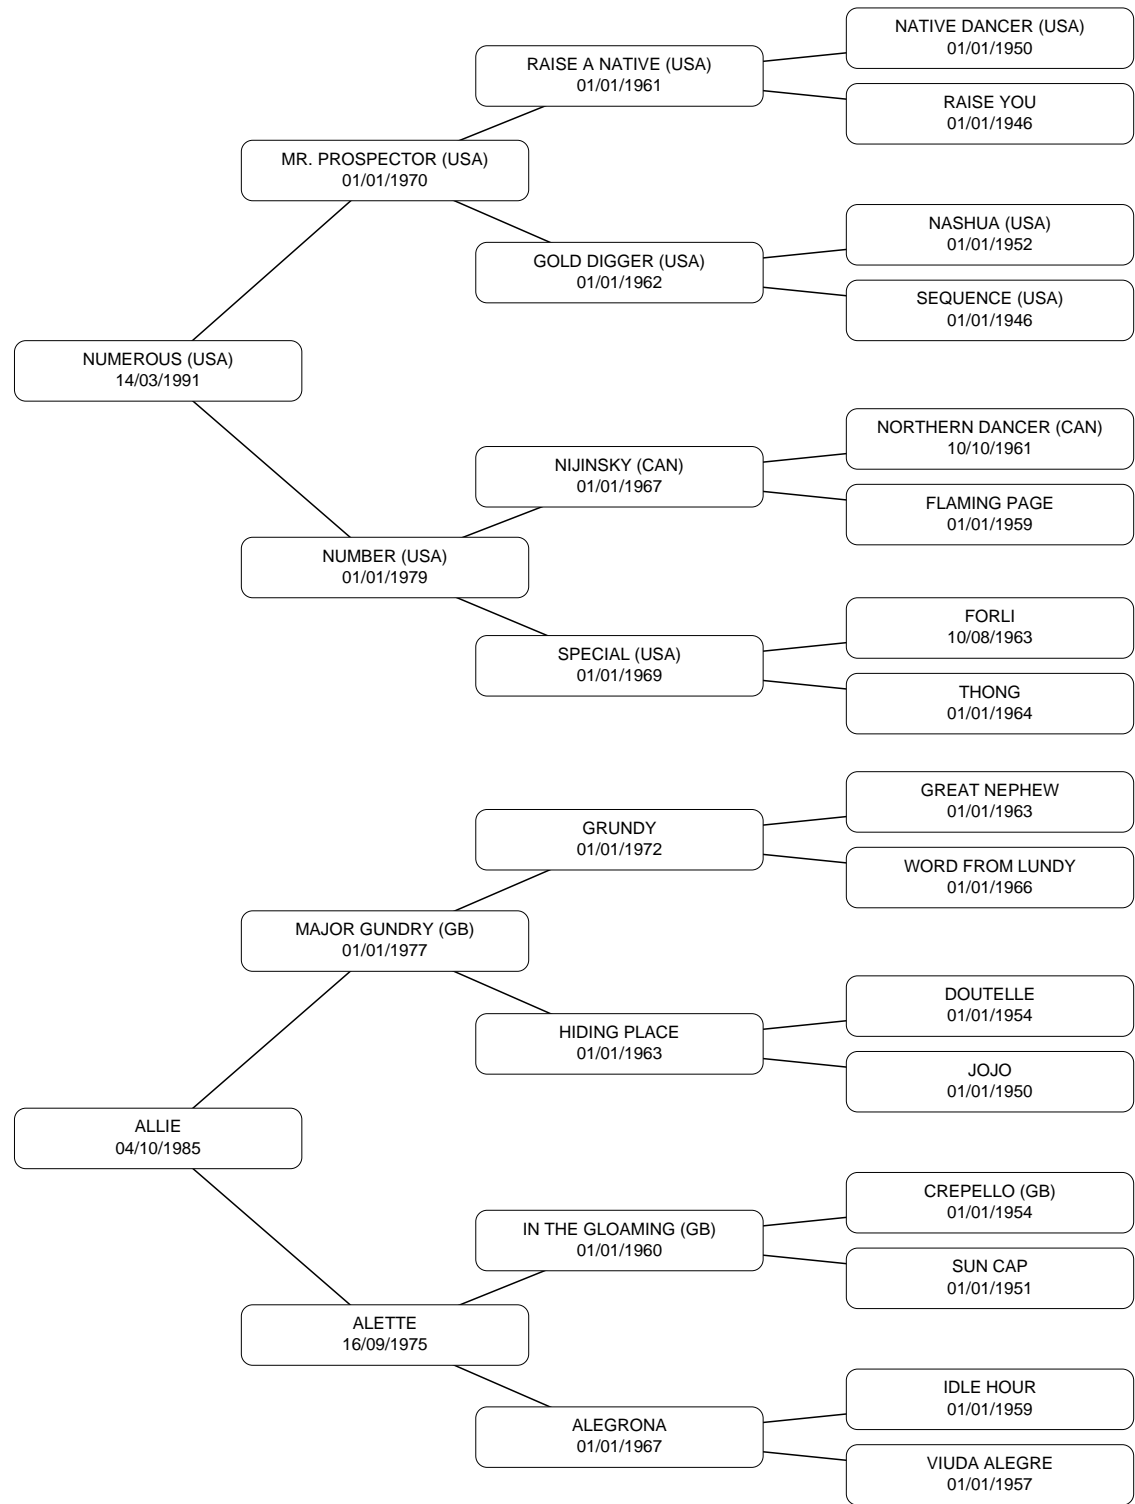 NATIVE DANCER (USA)
01/01/1950
RAISE A NATIVE (USA)
01/01/1961
RAISE YOU
01/01/1946
MR. PROSPECTOR (USA)
01/01/1970
NASHUA (USA)
01/01/1952
GOLD DIGGER (USA)
01/01/1962
SEQUENCE (USA)
01/01/1946
NUMEROUS (USA)
14/03/1991
NORTHERN DANCER (CAN)
10/10/1961
NIJINSKY (CAN)
01/01/1967
FLAMING PAGE
01/01/1959
NUMBER (USA)
01/01/1979
FORLI
10/08/1963
SPECIAL (USA)
01/01/1969
THONG
01/01/1964
GREAT NEPHEW
01/01/1963
GRUNDY
01/01/1972
WORD FROM LUNDY
01/01/1966
MAJOR GUNDRY (GB)
01/01/1977
DOUTELLE
01/01/1954
HIDING PLACE
01/01/1963
JOJO
01/01/1950
ALLIE
04/10/1985
CREPELLO (GB)
01/01/1954
IN THE GLOAMING (GB)
01/01/1960
SUN CAP
01/01/1951
ALETTE
16/09/1975
IDLE HOUR
01/01/1959
ALEGRONA
01/01/1967
VIUDA ALEGRE
01/01/1957